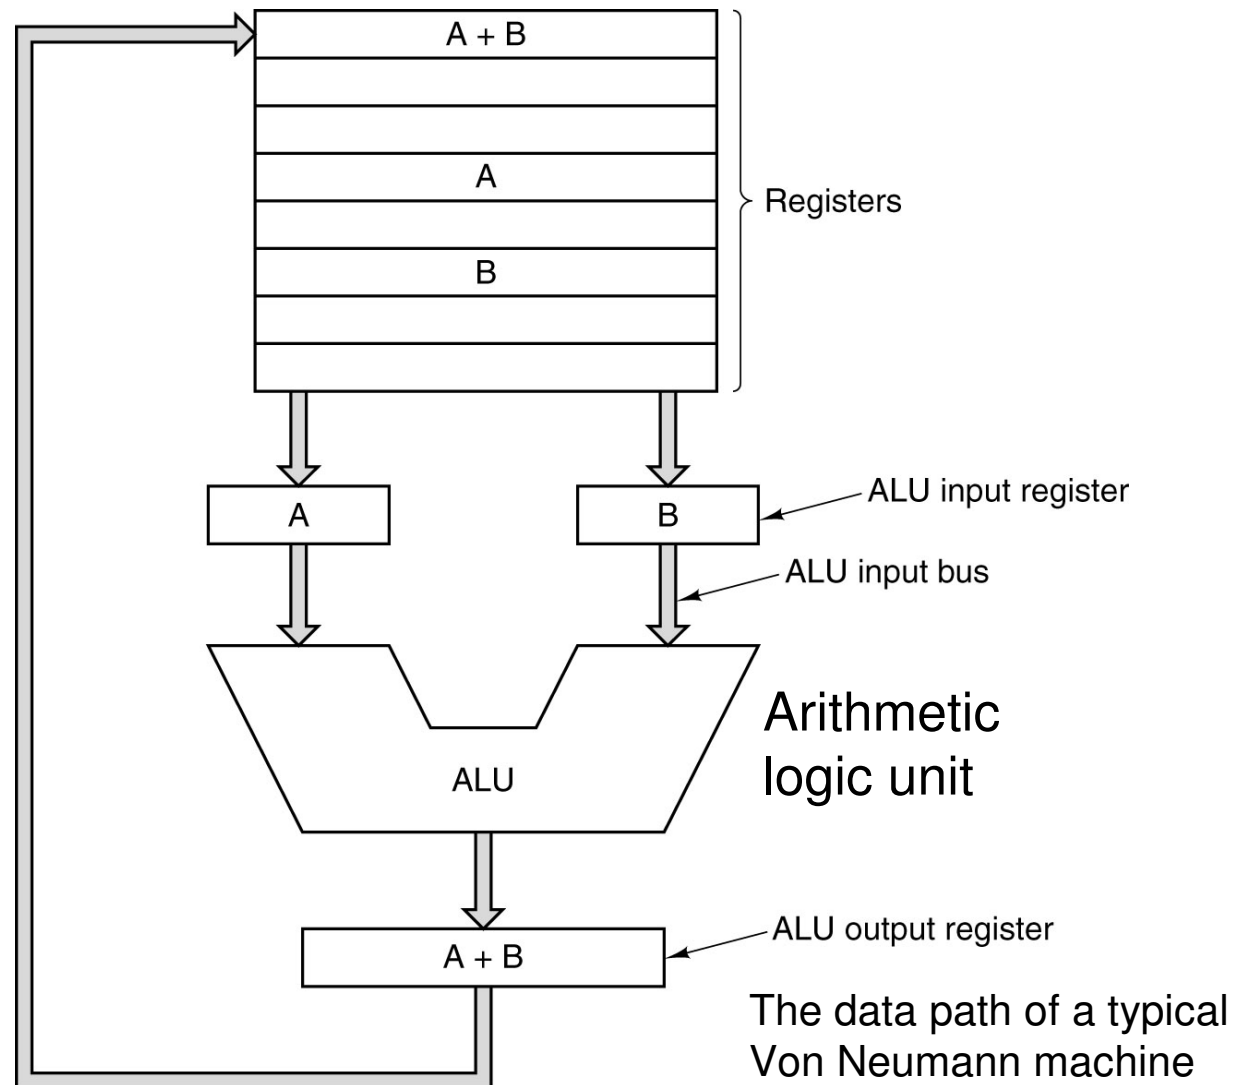 A + B
A
Registers
B
A
B
ALU input register
ALU input bus
Arithmetic
logic unit
ALU
ALU output register
A + B
The data path of a typical
Von Neumann machine